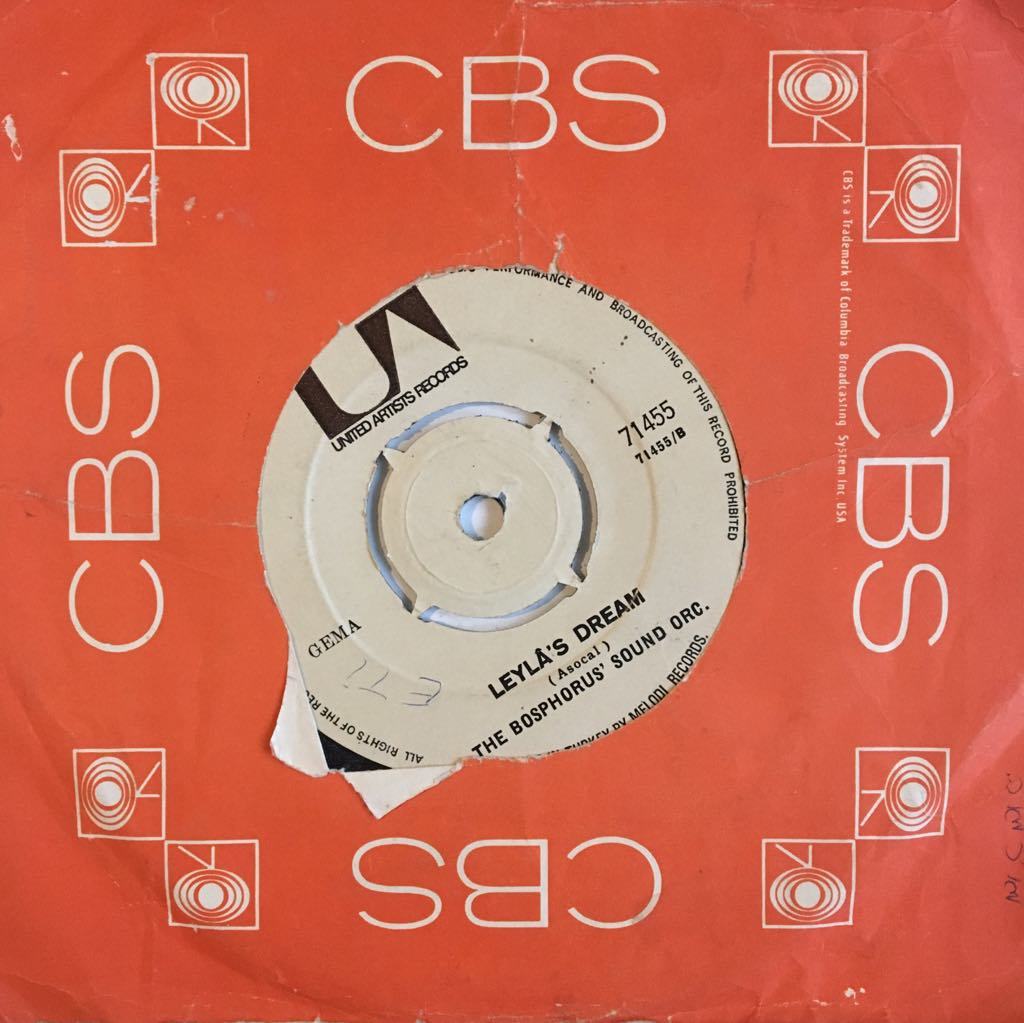 CBS
CBS
CBS
CBS
CBS is a Trademark of Columbia Broadcasting System Inc USA
PERFORMANCE AND BROADCASTING OF THIS RECORD PROHIBITED
UNITED ARTISTS RECORDS
71455
71455/B
GEMA
LEYLÂ'S DREAM
(Asocal)
THE BOSPHORUS' SOUND ORC.
ALL RIGHTS OF THE
TURKEY BY MELODI RECORDS.